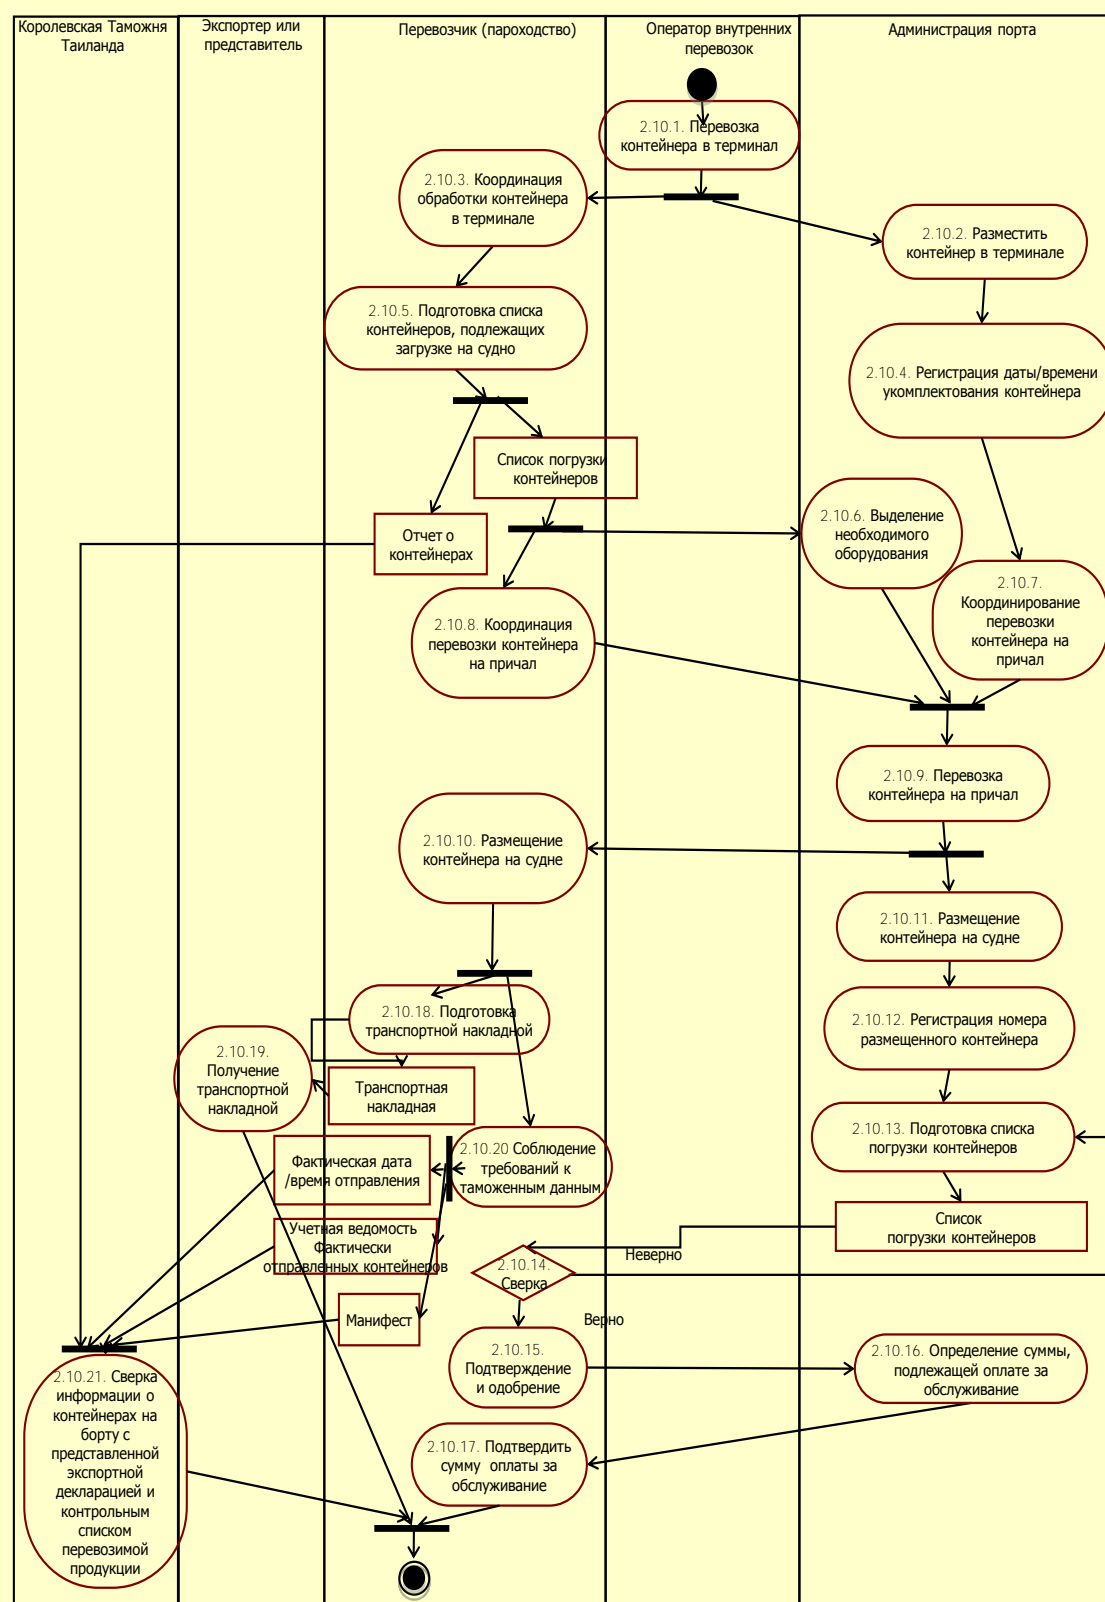 Королевская Таможня
Таиланда
Экспортер или
представитель
Перевозчик (пароходство)
Оператор внутренних
перевозок
Администрация порта
2.10.1. Перевозка
контейнера в терминал
2.10.3. Координация
обработки контейнера
в терминале
2.10.2. Разместить
контейнер в терминале
2.10.5. Подготовка списка
контейнеров, подлежащих
загрузке на судно
2.10.4. Регистрация даты/времени
укомплектования контейнера
Список погрузки
контейнеров
Отчет о
контейнерах
2.10.6. Выделение
необходимого
оборудования
2.10.7.
Координирование
перевозки
контейнера на
причал
2.10.8. Координация
перевозки контейнера
на причал
2.10.9. Перевозка
контейнера на причал
2.10.10. Размещение
контейнера на судне
2.10.11. Размещение
контейнера на судне
2.10.18. Подготовка
транспортной накладной
2.10.12. Регистрация номера
размещенного контейнера
2.10.19.
Получение
транспортной
накладной
Транспортная
накладная
2.10.13. Подготовка списка
погрузки контейнеров
2.10.20 Соблюдение
требований к
таможенным данным
Фактическая дата
/время отправления
Список
погрузки контейнеров
Учетная ведомость
Фактически
отправленных контейнеров
Неверно
2.10.14.
Сверка
Манифест
Верно
2.10.15.
Подтверждение
и одобрение
2.10.16. Определение суммы,
подлежащей оплате за
обслуживание
2.10.21. Сверка
информации о
контейнерах на
борту с
представленной
экспортной
декларацией и
контрольным
списком
перевозимой
продукции
2.10.17. Подтвердить
сумму оплаты за
обслуживание